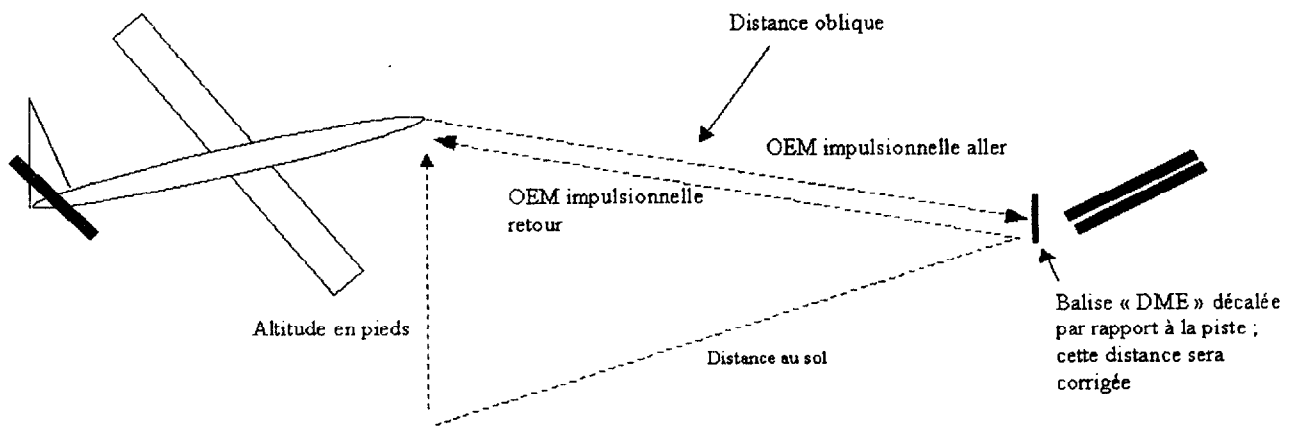 Distance oblique
OEM impulsionnelle aller
OEM impulsionnelle
retour
Altitude en pieds
Distance au sol
Balise « DME » décalée
par rapport à la piste ;
cette distance sera
corrigée